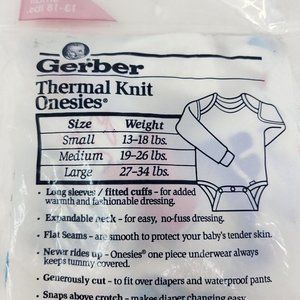 13-18 lbs.
Gerber
Thermal Knit
Onesies®
Size Weight
Small 13–18 lbs.
Medium 19–26 lbs.
Large 27–34 lbs.
• Long sleeves / fitted cuffs – for added
warmth and fashionable dressing.
• Expandable neck – for easy, no-fuss dressing.
• Flat Seams – are smooth to protect your baby's tender skin.
• Never rides up – Onesies® one piece underwear always
keeps tummy covered.
• Generously cut – to fit over diapers and waterproof pants.
• Snaps above crotch – makes diaper changing easy